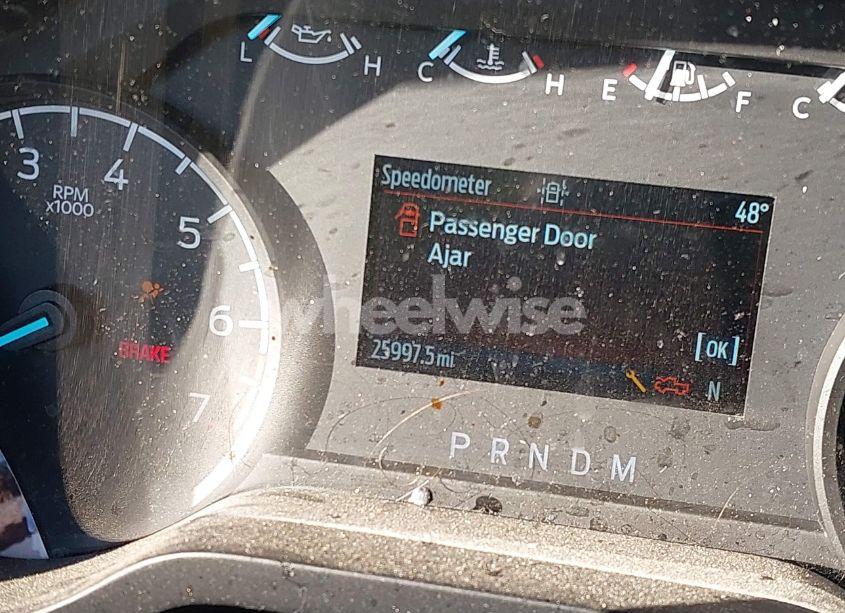 L H
C H
E F
C
3 4 5 6 7
RPM
x1000
Speedometer
48°
Passenger Door
Ajar
wheelwise
BRAKE
25997.5 mi
[OK]
N
P R N D M